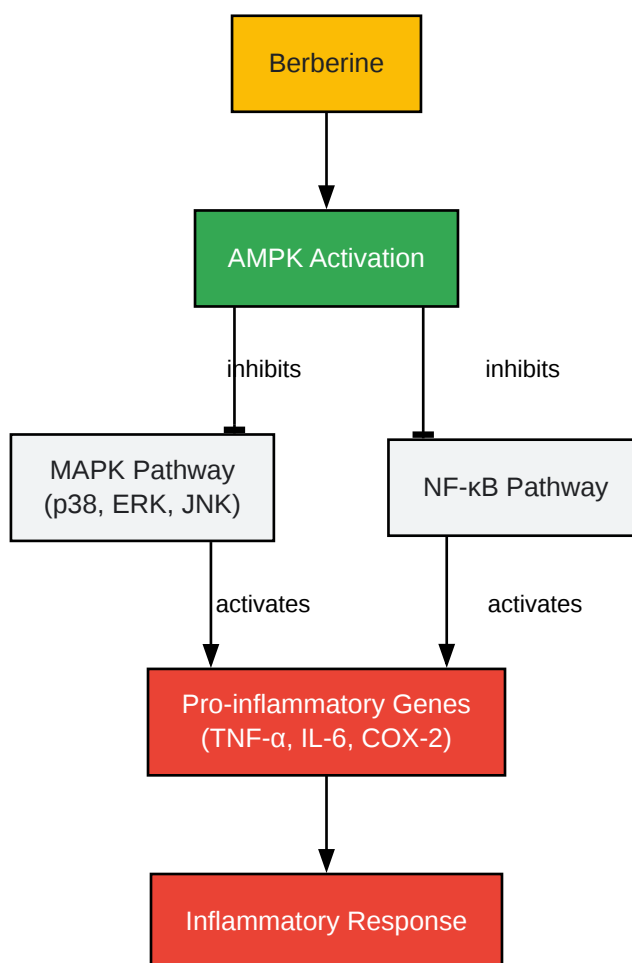 Berberine
AMPK Activation
inhibits
inhibits
MAPK Pathway
(p38, ERK, JNK)
NF-κB Pathway
activates
activates
Pro-inflammatory Genes
(TNF-α, IL-6, COX-2)
Inflammatory Response